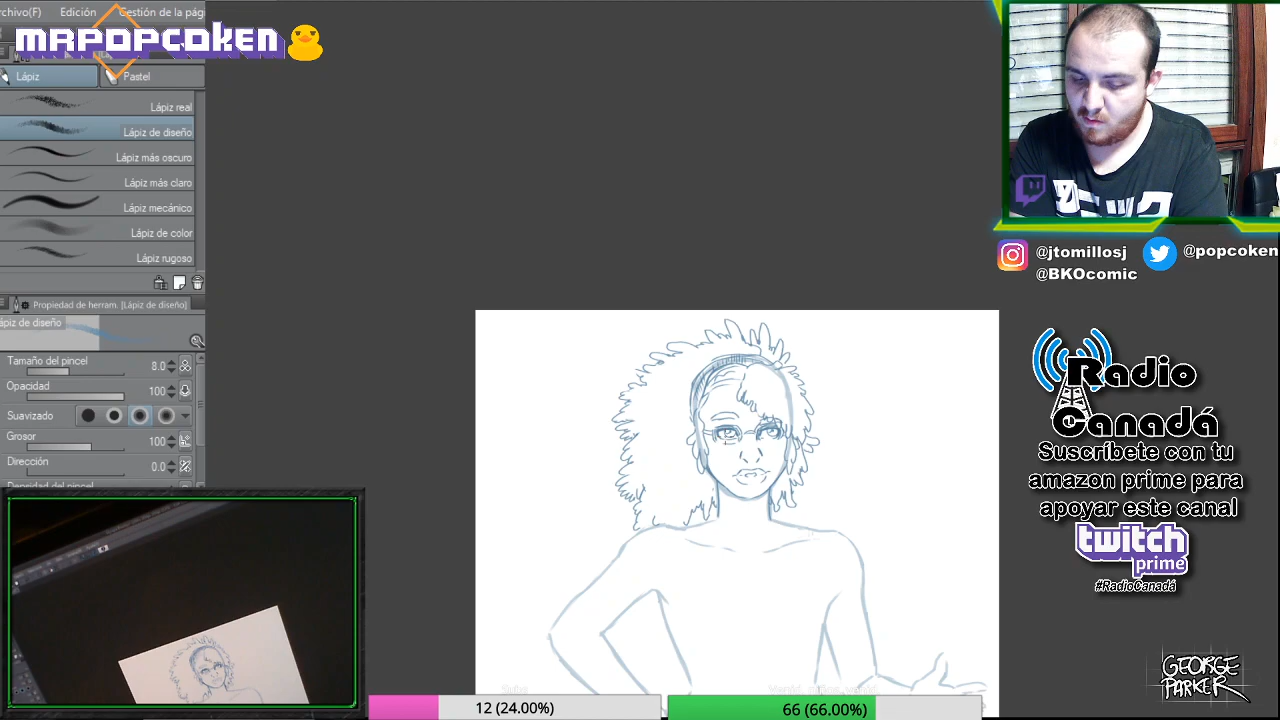 rchivo(F) Edición Gestión de la pág
MRPOPCOKEN
Lápiz Pastel
Lápiz real
Lápiz de diseño
Lápiz más oscuro
Lápiz más claro
Lápiz mecánico
Lápiz de color
Lápiz rugoso
Propiedad de herram. [Lápiz de diseño]
ápiz de diseño
Tamaño del pincel 8.0
Opacidad 100
Suavizado
Grosor 100
Dirección 0.0
Densidad del pincel
@jtomillosj @popcoken
@BKOcomic
Radio
Canadá
Suscríbete con tu
amazon prime para
apoyar este canal
twitch
prime
#RadioCanadá
GEORGE
PARKER
12 (24.00%)
66 (66.00%)